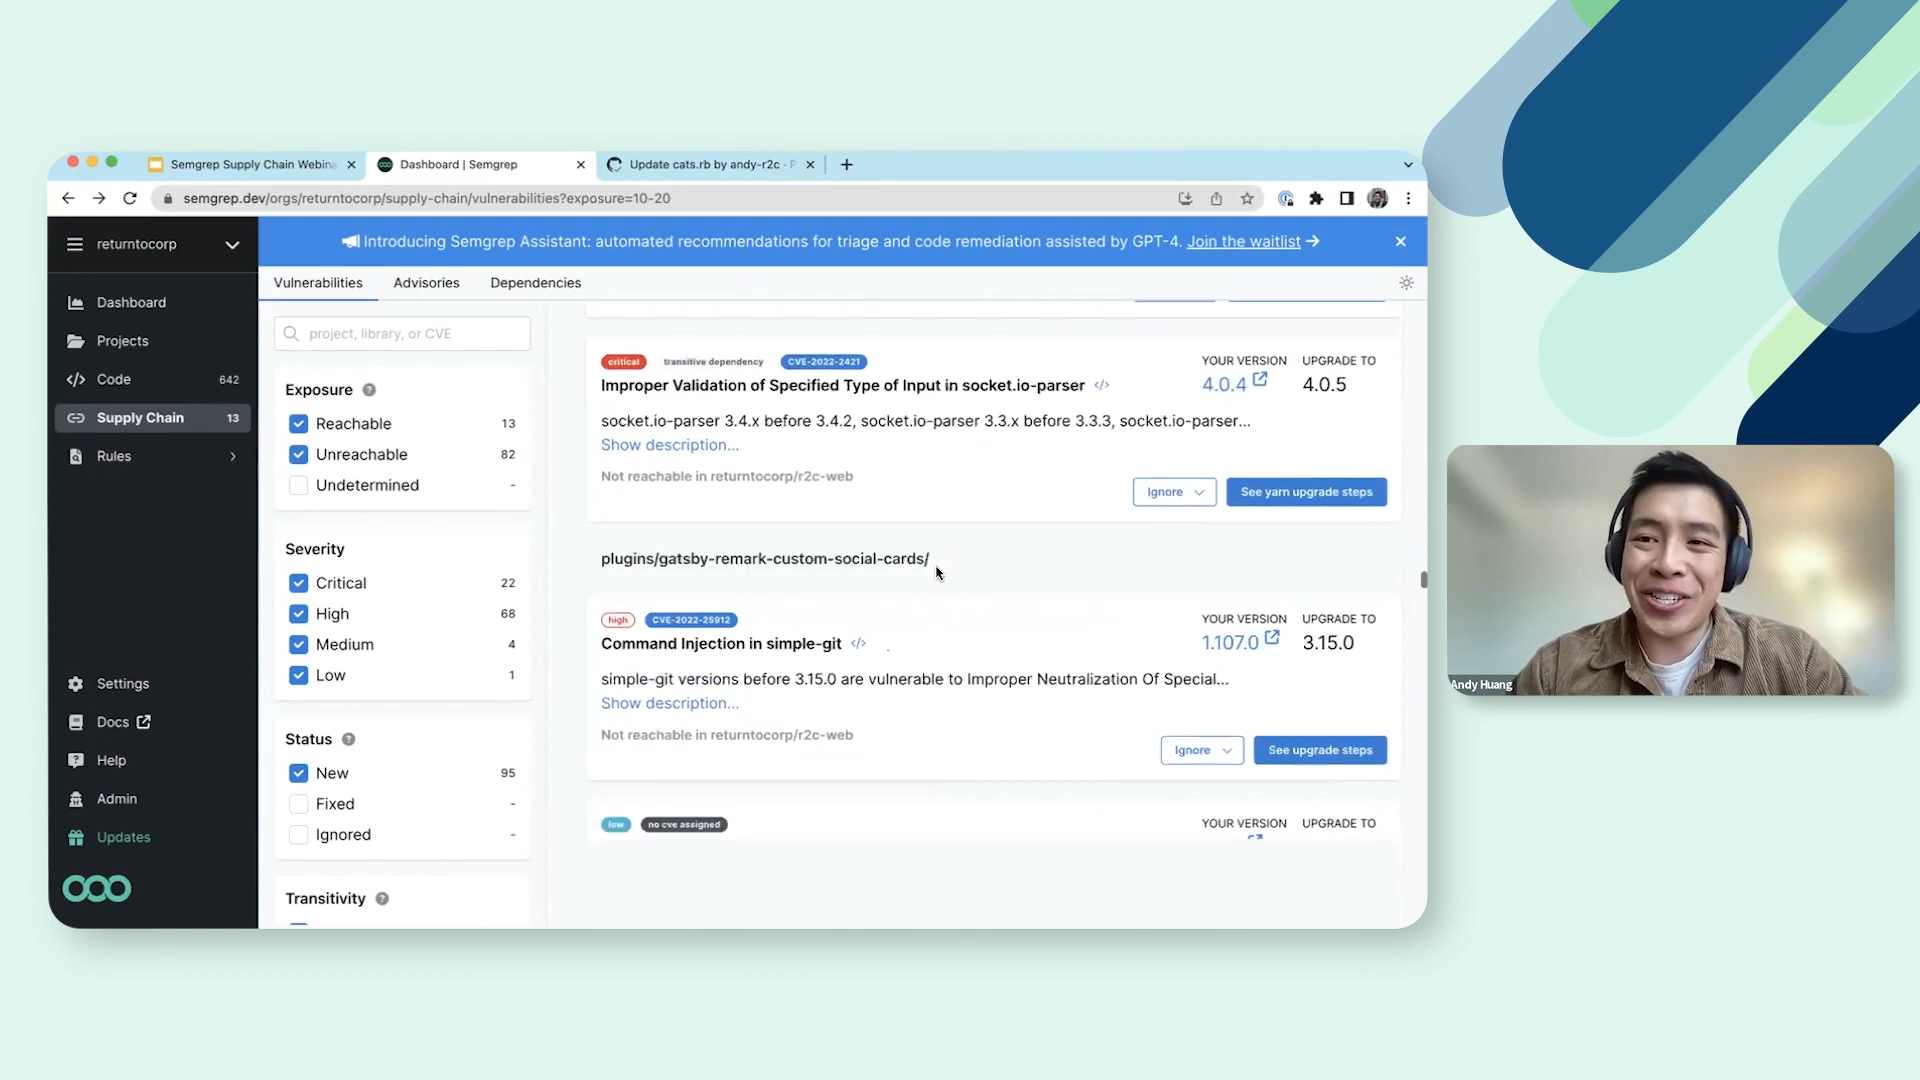 Semgrep Supply Chain Webina
Dashboard | Semgrep
Update cats.rb by andy-r2c · P
semgrep.dev/orgs/returntocorp/supply-chain/vulnerabilities?exposure=10-20
returntocorp
Introducing Semgrep Assistant: automated recommendations for triage and code remediation assisted by GPT-4. Join the waitlist →
Dashboard
Projects
Code 642
Supply Chain 13
Rules
Settings
Docs
Help
Admin
Updates
Vulnerabilities Advisories Dependencies
project, library, or CVE
Exposure ?
Reachable 13
Unreachable 82
Undetermined -
Severity
Critical 22
High 68
Medium 4
Low 1
Status ?
New 95
Fixed -
Ignored -
Transitivity ?
critical transitive dependency CVE-2022-2421
YOUR VERSION UPGRADE TO
Improper Validation of Specified Type of Input in socket.io-parser </>
4.0.4 4.0.5
socket.io-parser 3.4.x before 3.4.2, socket.io-parser 3.3.x before 3.3.3, socket.io-parser...
Show description...
Not reachable in returntocorp/r2c-web
Ignore See yarn upgrade steps
plugins/gatsby-remark-custom-social-cards/
high CVE-2022-25912
YOUR VERSION UPGRADE TO
Command Injection in simple-git </>
1.107.0 3.15.0
simple-git versions before 3.15.0 are vulnerable to Improper Neutralization Of Special...
Show description...
Not reachable in returntocorp/r2c-web
Ignore See upgrade steps
low no cve assigned
YOUR VERSION UPGRADE TO
Andy Huang